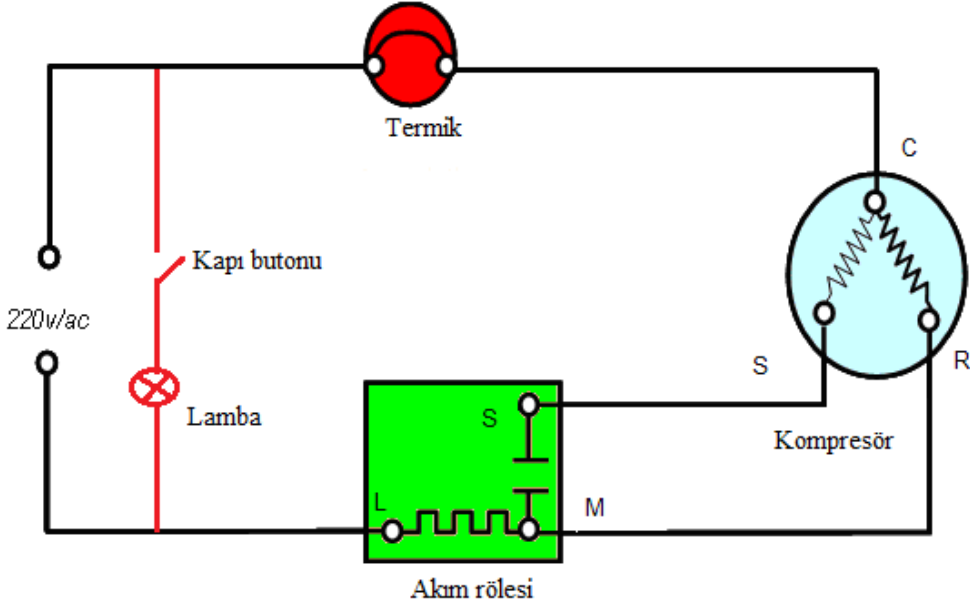 Termik
C
Kapı butonu
220v/ac
R
S
Lamba
S
Kompresör
L
M
Akım rölesi